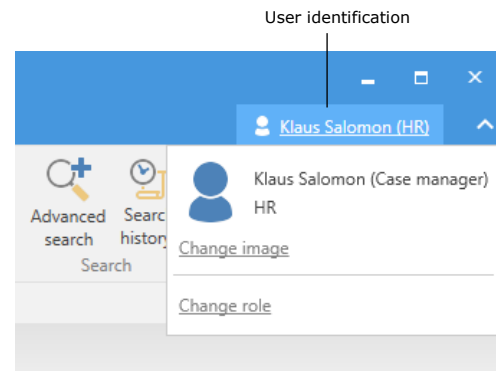 User identification
Klaus Salomon (HR)
Klaus Salomon (Case manager)
HR
Change image
Change role
Advanced
search
Searc
history
Search